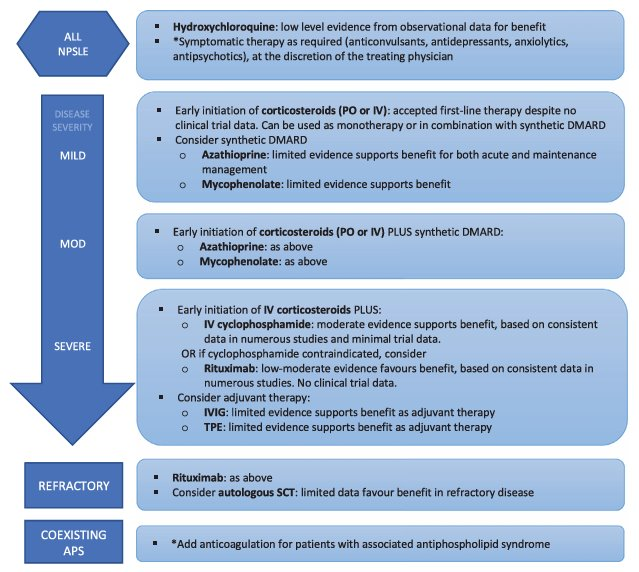 ALL
NPSLE
▪ Hydroxychloroquine: low level evidence from observational data for benefit
▪ *Symptomatic therapy as required (anticonvulsants, antidepressants, anxiolytics,
antipsychotics), at the discretion of the treating physician
DISEASE
SEVERITY
MILD
▪ Early initiation of corticosteroids (PO or IV): accepted first-line therapy despite no
clinical trial data. Can be used as monotherapy or in combination with synthetic DMARD
▪ Consider synthetic DMARD
o Azathioprine: limited evidence supports benefit for both acute and maintenance
management
o Mycophenolate: limited evidence supports benefit
MOD
▪ Early initiation of corticosteroids (PO or IV) PLUS synthetic DMARD:
o Azathioprine: as above
o Mycophenolate: as above
SEVERE
▪ Early initiation of IV corticosteroids PLUS:
o IV cyclophosphamide: moderate evidence supports benefit, based on consistent
data in numerous studies and minimal trial data.
OR if cyclophosphamide contraindicated, consider
o Rituximab: low-moderate evidence favours benefit, based on consistent data in
numerous studies. No clinical trial data.
▪ Consider adjuvant therapy:
o IVIG: limited evidence supports benefit as adjuvant therapy
o TPE: limited evidence supports benefit as adjuvant therapy
REFRACTORY
▪ Rituximab: as above
▪ Consider autologous SCT: limited data favour benefit in refractory disease
COEXISTING
APS
▪ *Add anticoagulation for patients with associated antiphospholipid syndrome